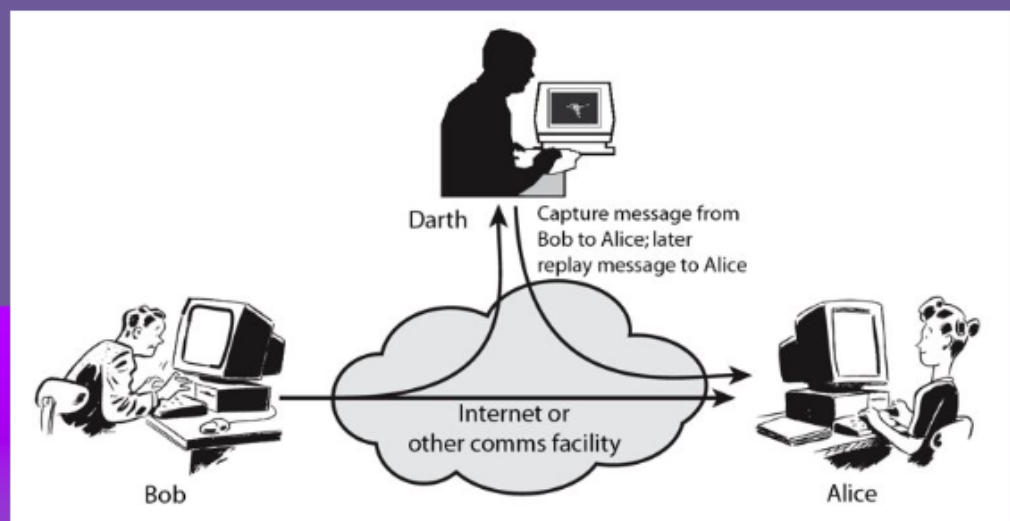 Darth
Capture message from
Bob to Alice; later
replay message to Alice
Internet or
other comms facility
Bob
Alice